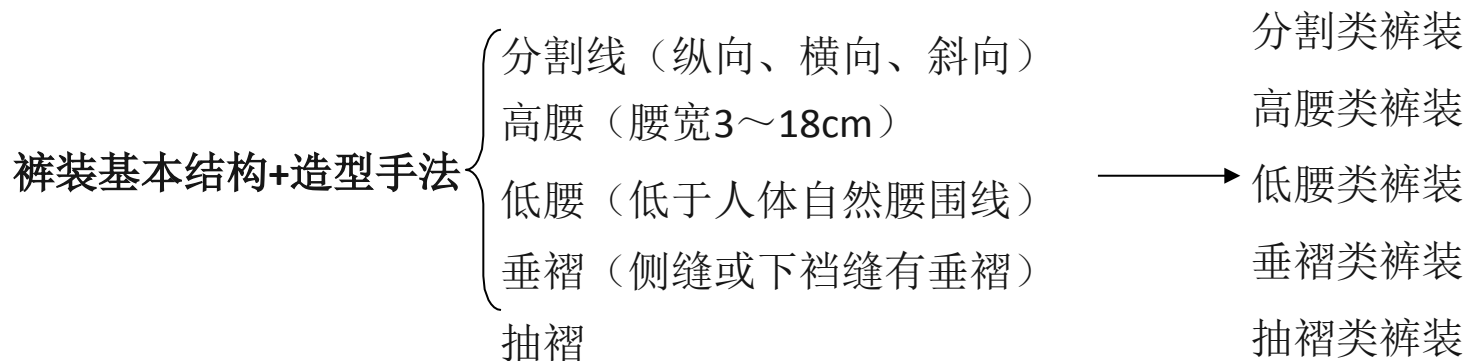 裤装基本结构+造型手法
分割线（纵向、横向、斜向）
高腰（腰宽3～18cm）
低腰（低于人体自然腰围线）
垂褶（侧缝或下裆缝有垂褶）
抽褶
分割类裤装
高腰类裤装
低腰类裤装
垂褶类裤装
抽褶类裤装